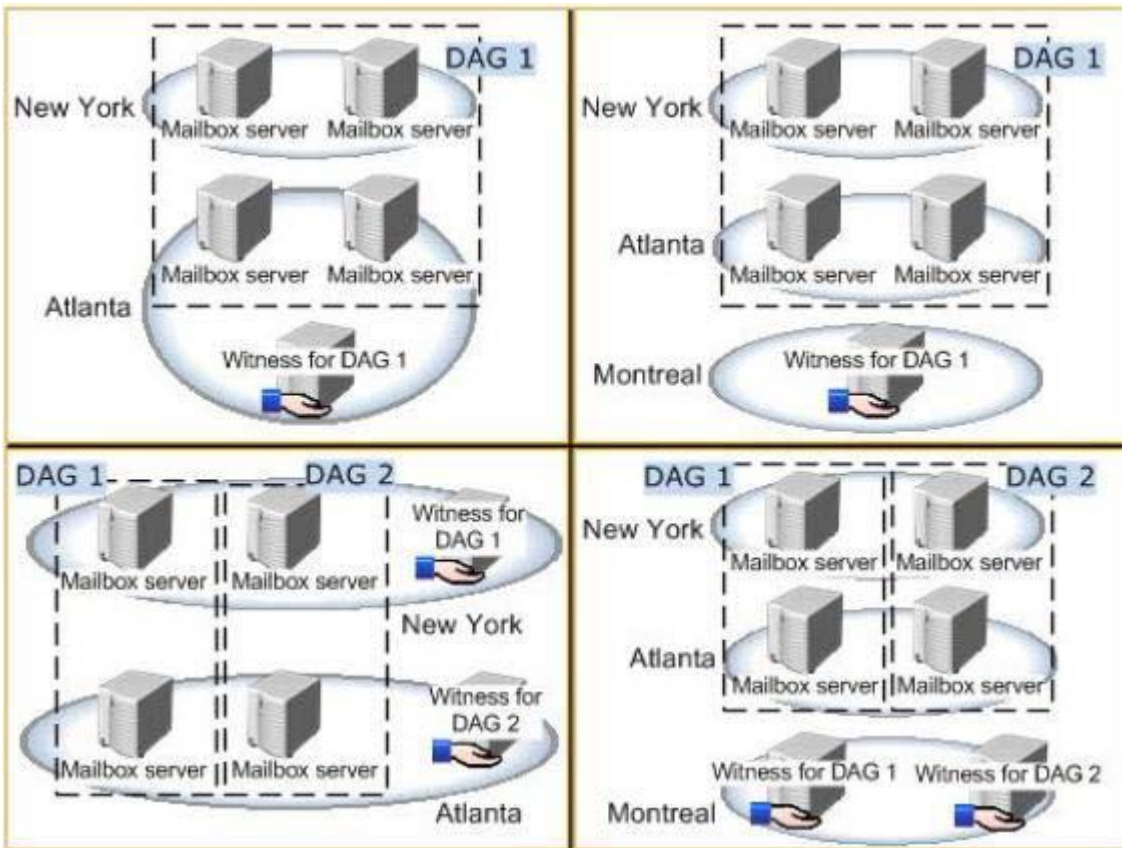 DAG 1
New York
Mailbox server Mailbox server
Mailbox server Mailbox server
Atlanta
Witness for DAG 1
DAG 1
New York
Mailbox server Mailbox server
Atlanta
Mailbox server Mailbox server
Witness for DAG 1
Montreal
DAG 1 DAG 2
Witness for
DAG 1
Mailbox server Mailbox server
New York
Witness for
DAG 2
Mailbox server Mailbox server
Atlanta
DAG 1 DAG 2
New York
Mailbox server Mailbox server
Atlanta
Mailbox server Mailbox server
Witness for DAG 1 Witness for DAG 2
Montreal